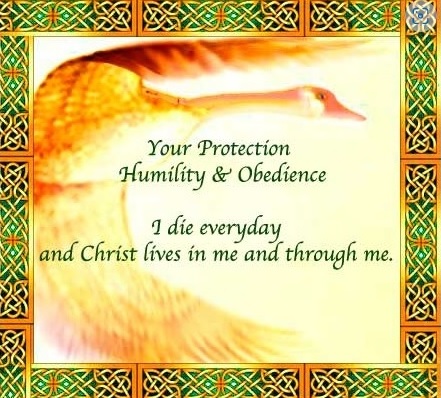 Your Protection
Humility & Obedience
I die everyday
and Christ lives in me and through me.